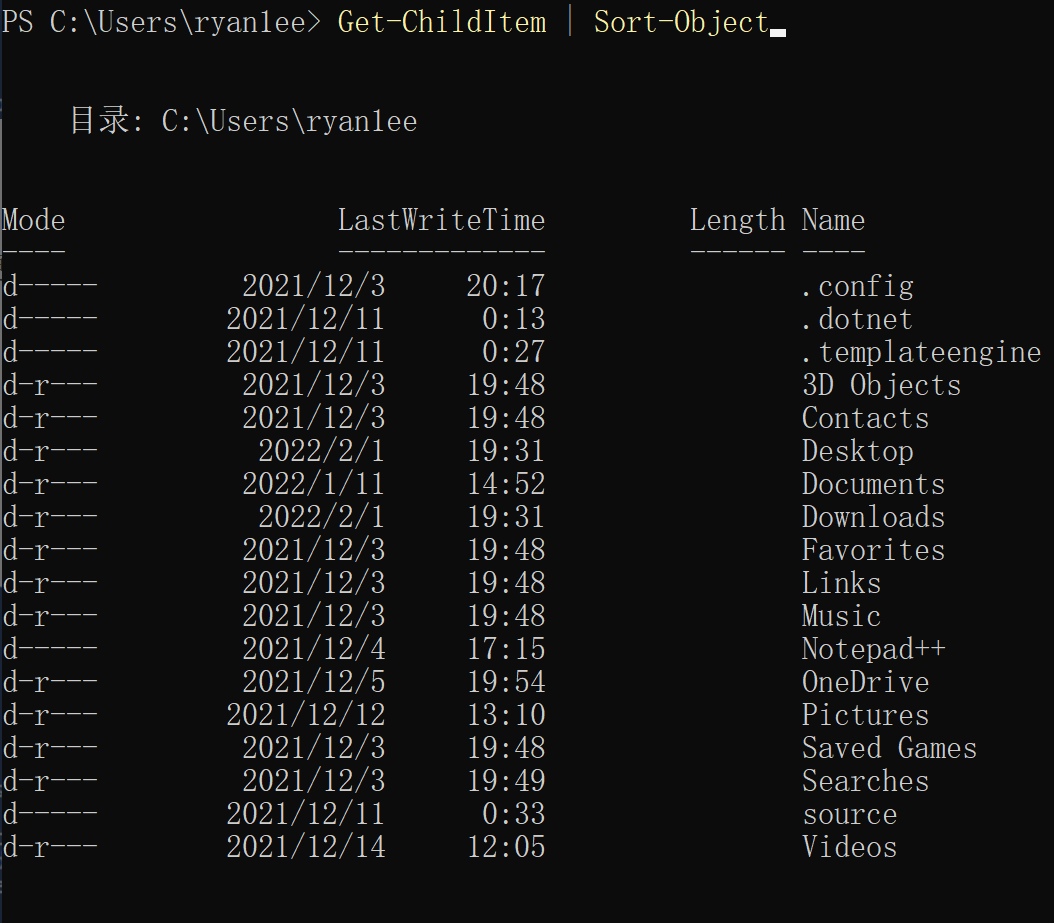 PS C:\Users\ryanlee> Get-ChildItem | Sort-Object
目录: C:\Users\ryanlee
Mode LastWriteTime Length Name
---- ------------- ------ ----
d----- 2021/12/3 20:17 .config
d----- 2021/12/11 0:13 .dotnet
d----- 2021/12/11 0:27 .templateengine
d-r--- 2021/12/3 19:48 3D Objects
d-r--- 2021/12/3 19:48 Contacts
d-r--- 2022/2/1 19:31 Desktop
d-r--- 2022/1/11 14:52 Documents
d-r--- 2022/2/1 19:31 Downloads
d-r--- 2021/12/3 19:48 Favorites
d-r--- 2021/12/3 19:48 Links
d-r--- 2021/12/3 19:48 Music
d----- 2021/12/4 17:15 Notepad++
d-r--- 2021/12/5 19:54 OneDrive
d-r--- 2021/12/12 13:10 Pictures
d-r--- 2021/12/3 19:48 Saved Games
d-r--- 2021/12/3 19:49 Searches
d----- 2021/12/11 0:33 source
d-r--- 2021/12/14 12:05 Videos